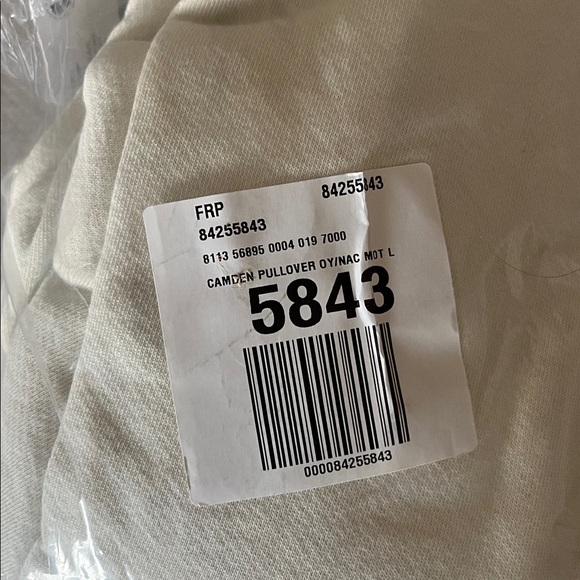 FRP 84255843
84255843
8113 56895 0004 019 7000
CAMDEN PULLOVER OY/NAC MOT L
5843
000084255843